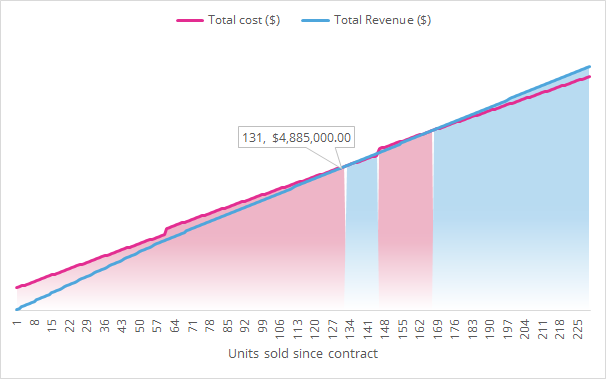 Total cost ($) Total Revenue ($)
131, $4,885,000.00
1 8 15 22 29 36 43 50 57 64 71 78 85 92 99 106 113 120 127 134 141 148 155 162 169 176 183 190 197 204 211 218 225
Units sold since contract